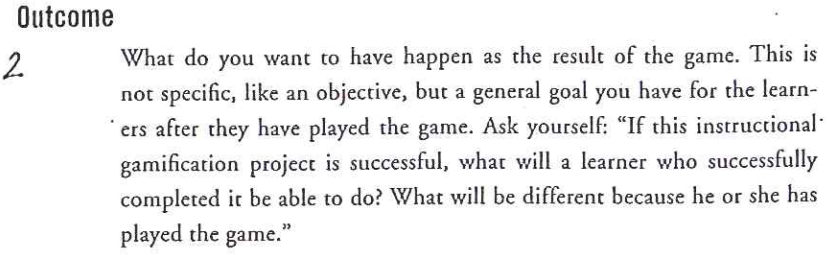 Outcome
2
What do you want to have happen as the result of the game. This is
not specific, like an objective, but a general goal you have for the learn-
ers after they have played the game. Ask yourself: "If this instructional
gamification project is successful, what will a learner who successfully
completed it be able to do? What will be different because he or she has
played the game."